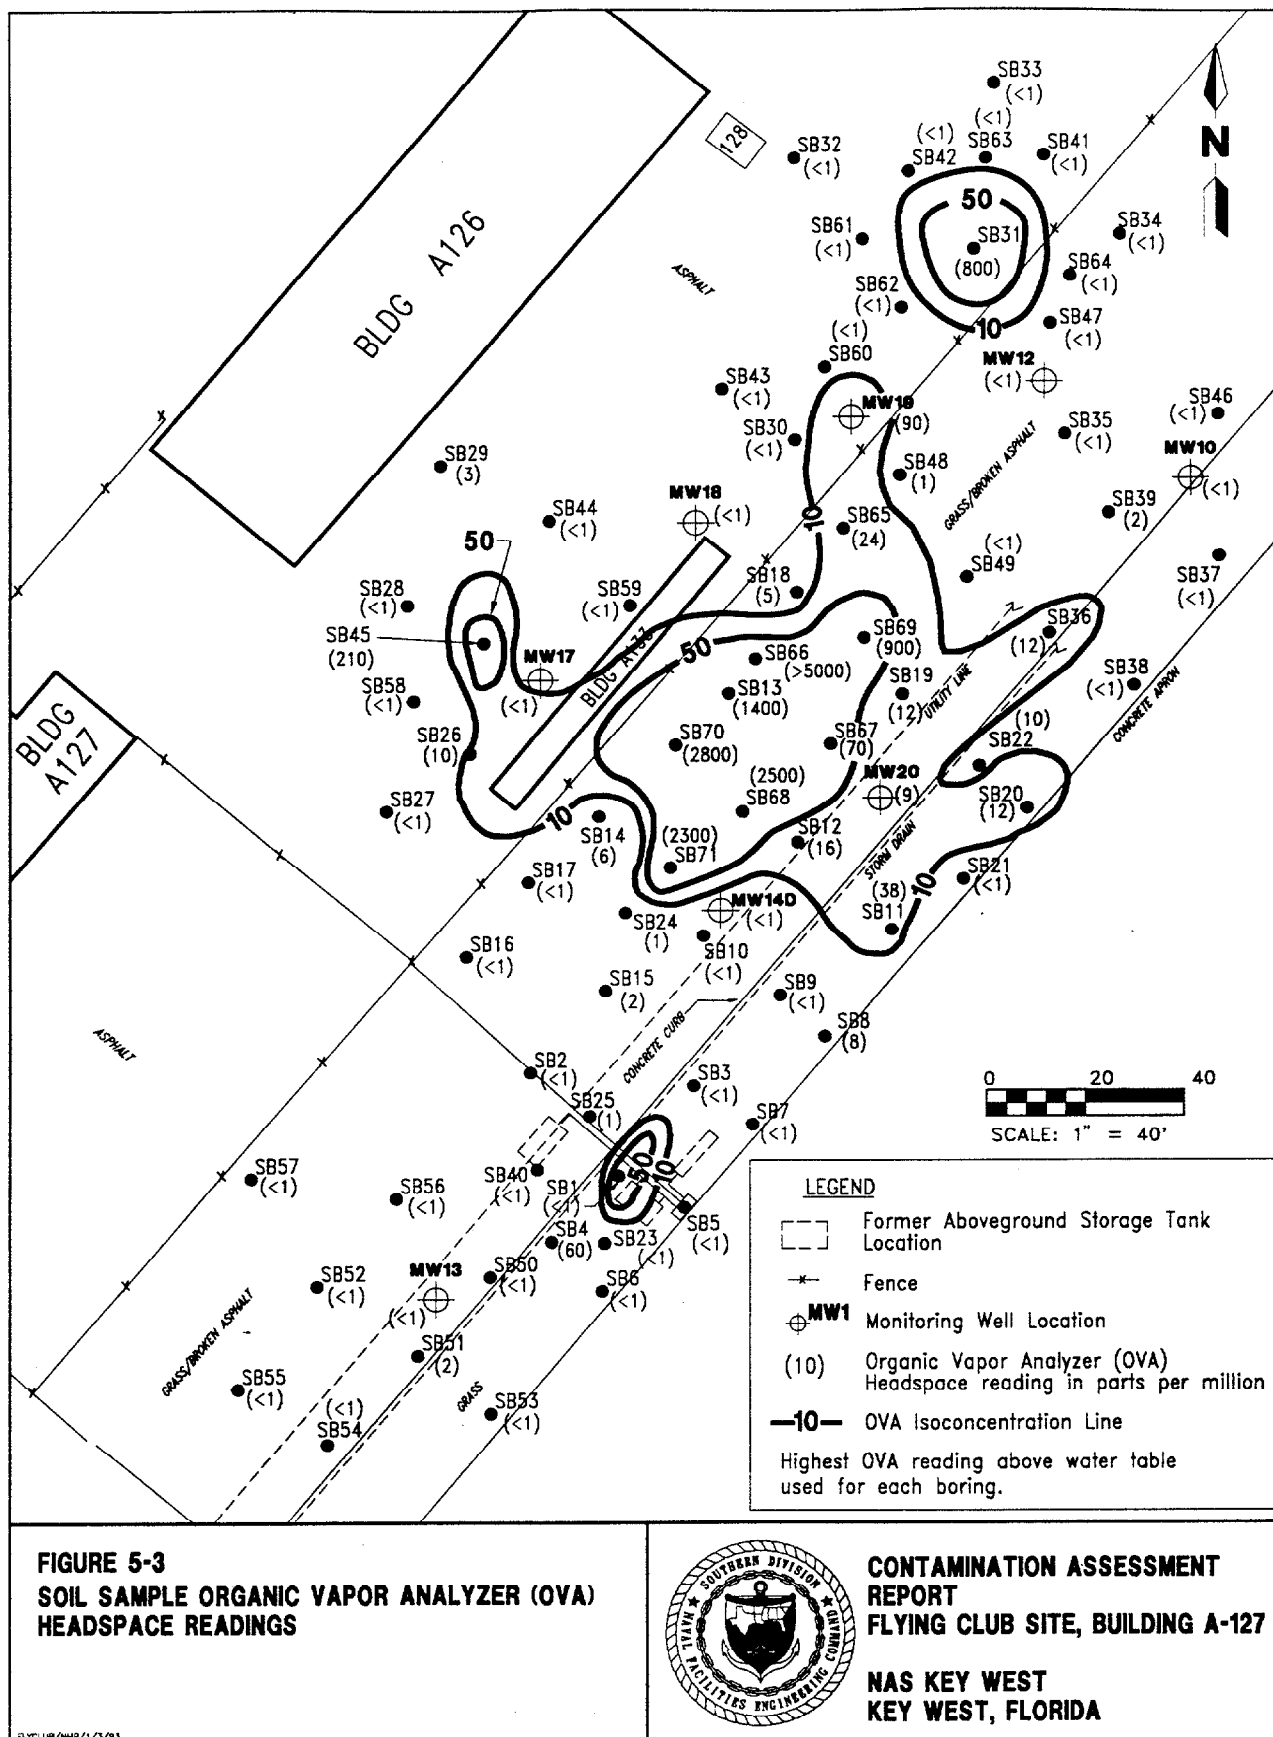 SB33
(<1)
(<1)
(<1)
SB63
SB41
(<1)
SB42
SB32
(<1)
128
N
50
SB31
(800)
SB34
(<1)
SB61
(<1)
SB64
(<1)
ASPHALT
BLDG A126
SB62
(<1)
SB47
(<1)
10
(<1)
SB60
MW12
(<1)
SB43
(<1)
MW19
(90)
SB46
(<1)
SB30
(<1)
SB35
(<1)
MW10
(<1)
SB29
(3)
SB48
(1)
GRASS/BROKEN ASPHALT
MW18
(<1)
SB44
(<1)
SB39
(2)
10
SB65
(24)
50
(<1)
SB49
SB37
(<1)
SB18
(5)
SB28
(<1)
SB59
(<1)
SB45
(210)
BLDG A133
50
SB69
(900)
SB36
(12)
MW17
(<1)
SB66
(>5000)
SB13
(1400)
SB19
(12)
UTILITY LINE
SB38
(<1)
CONCRETE APRON
SB58
(<1)
BLDG
A127
SB26
(10)
SB70
(2800)
SB67
(70)
(10)
SB22
(2500)
SB68
MW20
(9)
SB20
(12)
SB27
(<1)
10
SB14
(6)
SB12
(16)
(2300)
SB71
STORM DRAIN
SB17
(<1)
(38)
SB11
10
SB21
(<1)
MW14D
(<1)
SB24
(1)
SB10
(<1)
SB16
(<1)
SB15
(2)
SB9
(<1)
SB8
(8)
ASPHALT
CONCRETE CURB
SB2
(<1)
SB3
(<1)
SB25
(1)
SB7
(<1)
0 20 40
SCALE: 1" = 40'
50
10
SB57
(<1)
SB56
(<1)
SB40
(<1)
SB1
(<1)
SB5
(<1)
SB4
(60)
SB23
(<1)
SB50
(<1)
SB6
(<1)
SB52
(<1)
MW13
(<1)
SB51
(2)
GRASS/BROKEN ASPHALT
SB55
(<1)
(<1)
SB54
GRASS
SB53
(<1)
LEGEND
Former Aboveground Storage Tank
Location
Fence
MW1 Monitoring Well Location
(10) Organic Vapor Analyzer (OVA)
Headspace reading in parts per million
10 OVA Isoconcentration Line
Highest OVA reading above water table
used for each boring.
FIGURE 5-3
SOIL SAMPLE ORGANIC VAPOR ANALYZER (OVA)
HEADSPACE READINGS
SOUTHERN DIVISION
NAVAL FACILITIES ENGINEERING COMMAND
CONTAMINATION ASSESSMENT
REPORT
FLYING CLUB SITE, BUILDING A-127
NAS KEY WEST
KEY WEST, FLORIDA